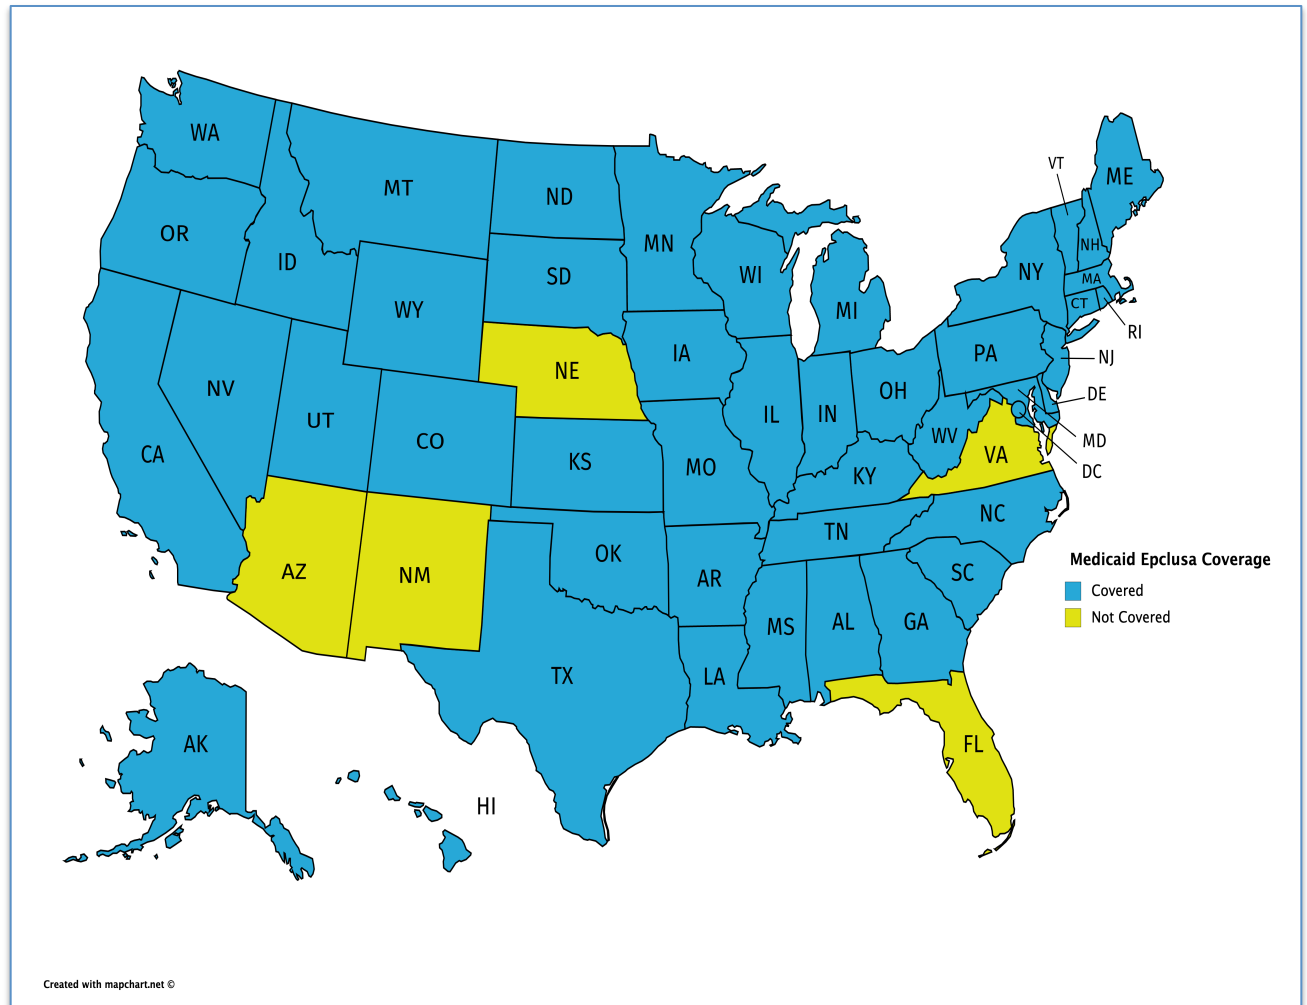 WA
MT
ND
OR
ID
MN
SD
WY
WI
MI
VT
ME
NH
NY
MA
CT
RI
NJ
PA
DE
MD
DC
NE
IA
NV
UT
CO
CA
KS
MO
IL
IN
OH
WV
VA
KY
NC
TN
SC
AZ
NM
OK
AR
MS
AL
GA
TX
LA
FL
AK
HI
Medicaid Epclusa Coverage
Covered
Not Covered
Created with mapchart.net ©